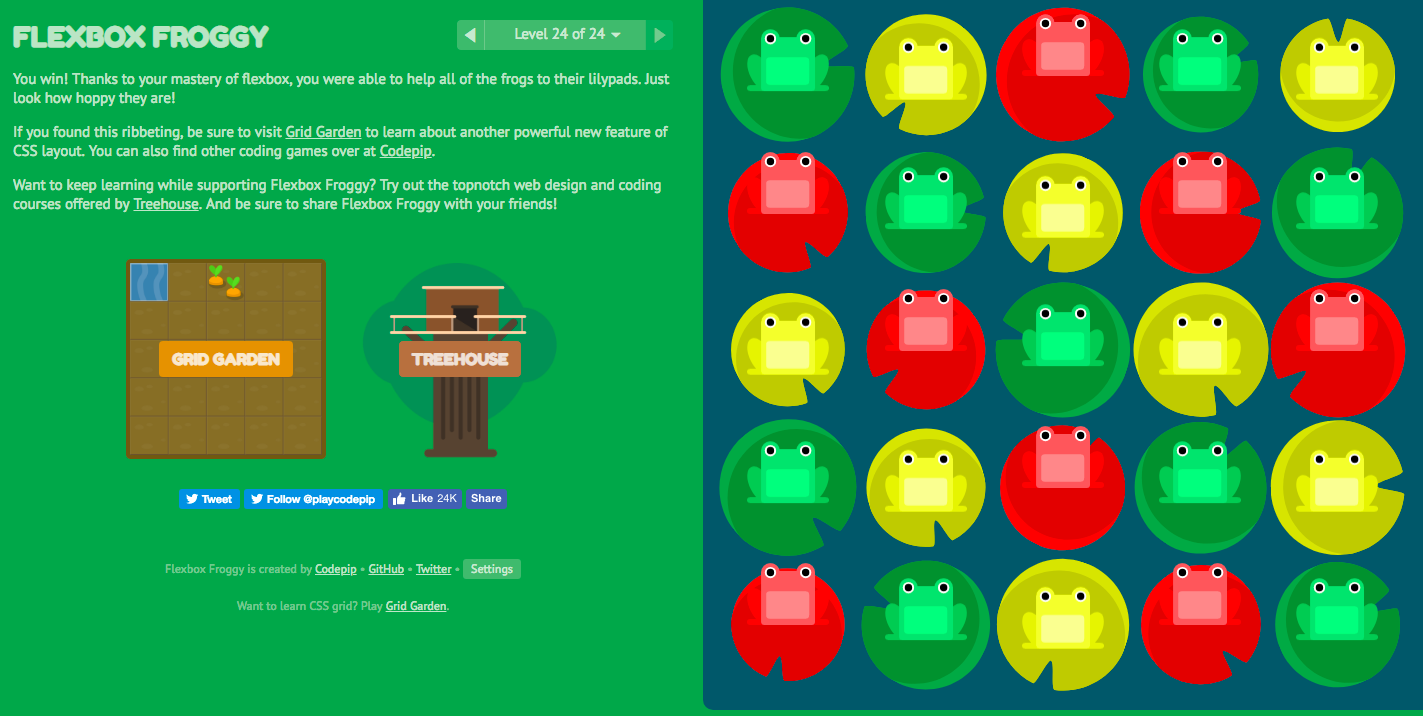 FLEXBOX FROGGY
Level 24 of 24
You win! Thanks to your mastery of flexbox, you were able to help all of the frogs to their lilypads. Just
look how hoppy they are!
If you found this ribbeting, be sure to visit Grid Garden to learn about another powerful new feature of
CSS layout. You can also find other coding games over at Codepip.
Want to keep learning while supporting Flexbox Froggy? Try out the topnotch web design and coding
courses offered by Treehouse. And be sure to share Flexbox Froggy with your friends!
GRID GARDEN
TREEHOUSE
Tweet
Follow @playcodepip
Like 24K
Share
Flexbox Froggy is created by Codepip • GitHub • Twitter • Settings
Want to learn CSS grid? Play Grid Garden.